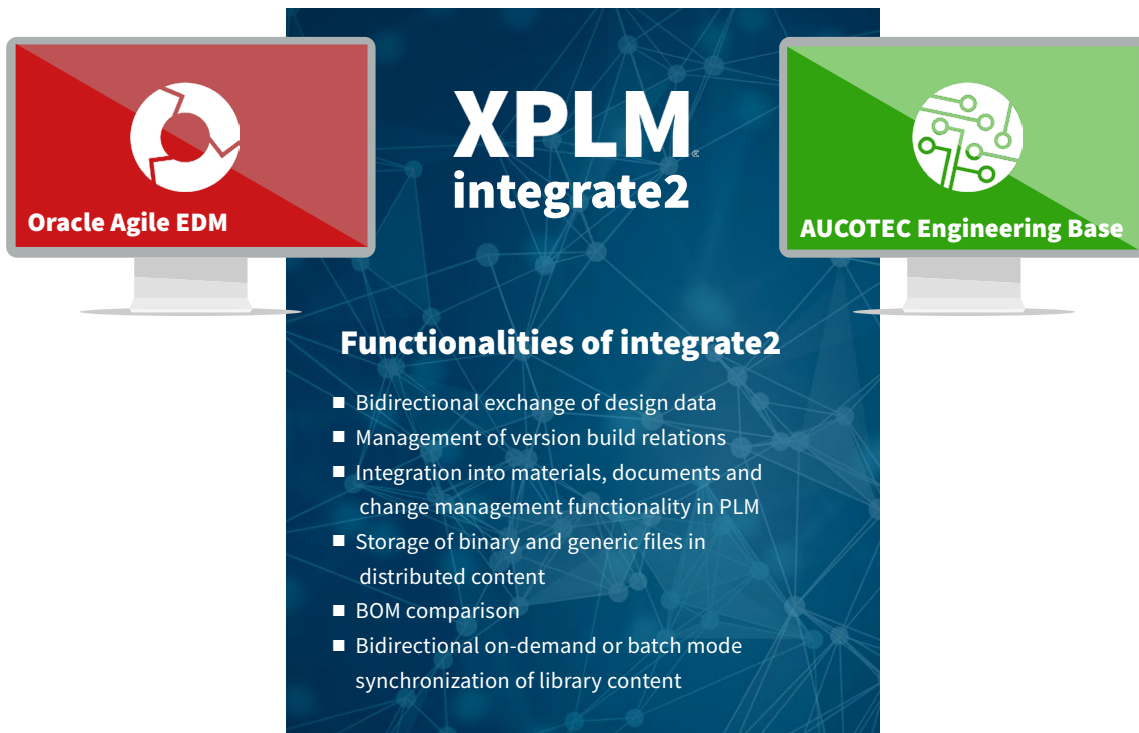 XPLM®
integrate2
Oracle Agile EDM
AUCOTEC Engineering Base
Functionalities of integrate2
■ Bidirectional exchange of design data
■ Management of version build relations
■ Integration into materials, documents and
change management functionality in PLM
■ Storage of binary and generic files in
distributed content
■ BOM comparison
■ Bidirectional on-demand or batch mode
synchronization of library content